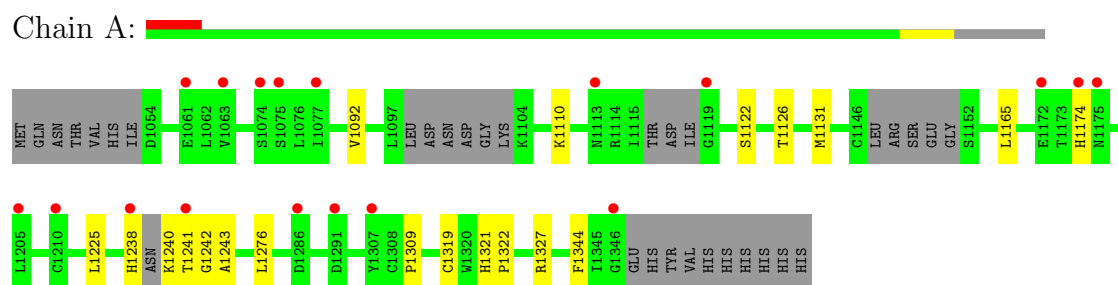 Chain A:
MET GLN ASN THR VAL HIS ILE D1054 E1061 L1062 V1063 S1074 S1075 L1076 I1077 V1092 L1097 LEU ASP ASN ASP GLY LYS K1104 K1110 N1113 R1114 I1115 THR ASP ILE G1119 S1122 T1126 M1131 C1146 LEU ARG SER GLU GLY S1152 L1165 E1172 T1173 H1174 N1175
L1205 C1210 L1225 H1238 ASN K1240 T1241 G1242 A1243 L1276 D1286 D1291 Y1307 C1308 P1309 C1319 W1320 H1321 P1322 R1327 F1344 I1345 G1346 GLU HIS TYR VAL HIS HIS HIS HIS HIS HIS